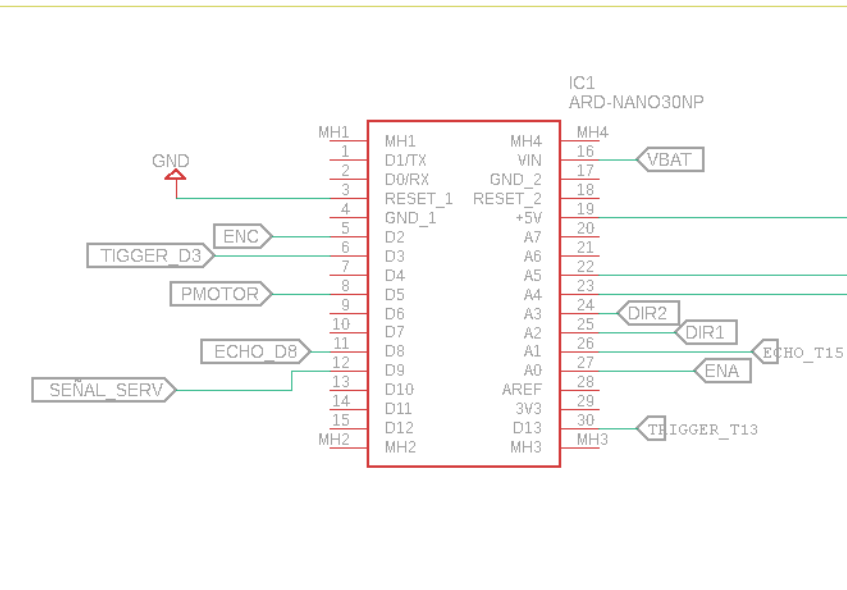 IC1
ARD-NANO30NP
MH1 MH1 MH4 MH4
1 D1/TX VIN 16 VBAT
GND 2 D0/RX GND_2 17
3 RESET_1 RESET_2 18
4 GND_1 +5V 19
ENC 5 D2 A7 20
TIGGER_D3 6 D3 A6 21
7 D4 A5 22
PMOTOR 8 D5 A4 23
9 D6 A3 24 DIR2
10 D7 A2 25 DIR1
ECHO_D8 11 D8 A1 26 ECHO_T15
12 D9 A0 27 ENA
SEÑAL_SERV 13 D10 AREF 28
14 D11 3V3 29
15 D12 D13 30 TRIGGER_T13
MH2 MH2 MH3 MH3